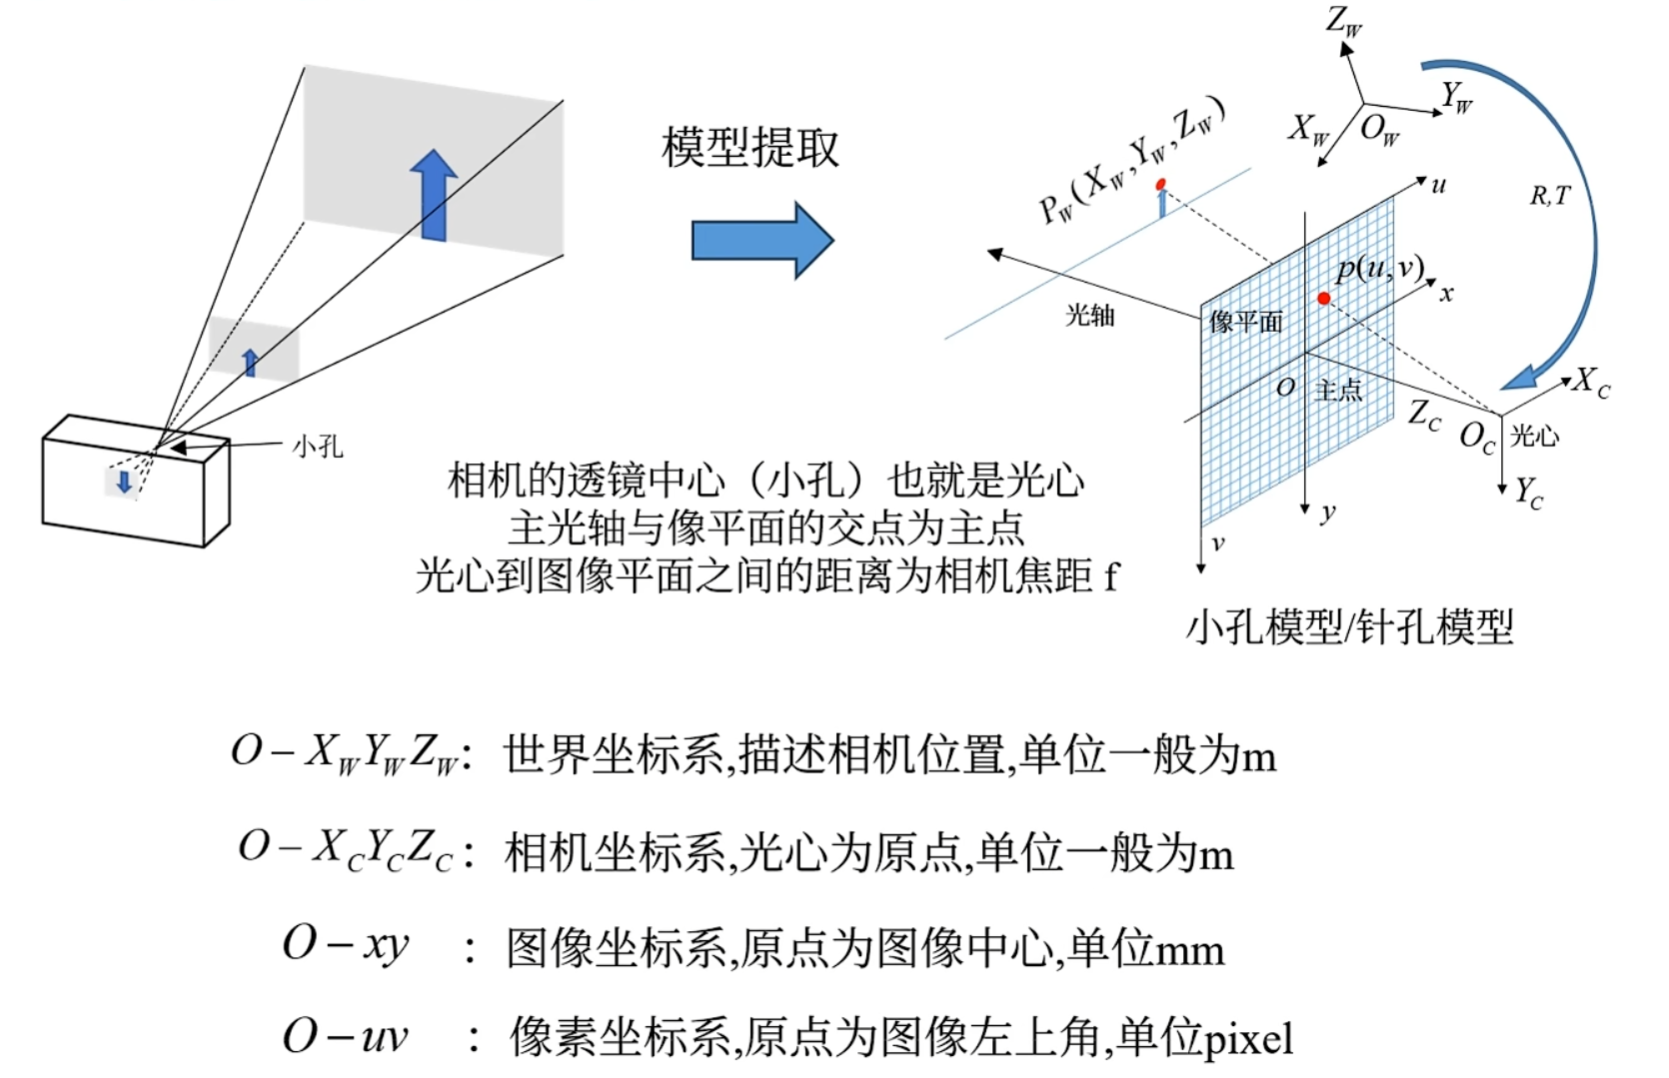 模型提取
小孔
相机的透镜中心（小孔）也就是光心
主光轴与像平面的交点为主点
光心到图像平面之间的距离为相机焦距 f
Z_W
Y_W
X_W
O_W
P_W(X_W,Y_W,Z_W)
u
R,T
p(u,v)
x
光轴
像平面
O
主点
Z_C
X_C
O_C
光心
Y_C
y
v
小孔模型/针孔模型
O-X_WY_WZ_W：世界坐标系,描述相机位置,单位一般为m
O-X_CY_CZ_C：相机坐标系,光心为原点,单位一般为m
O-xy：图像坐标系,原点为图像中心,单位mm
O-uv：像素坐标系,原点为图像左上角,单位pixel